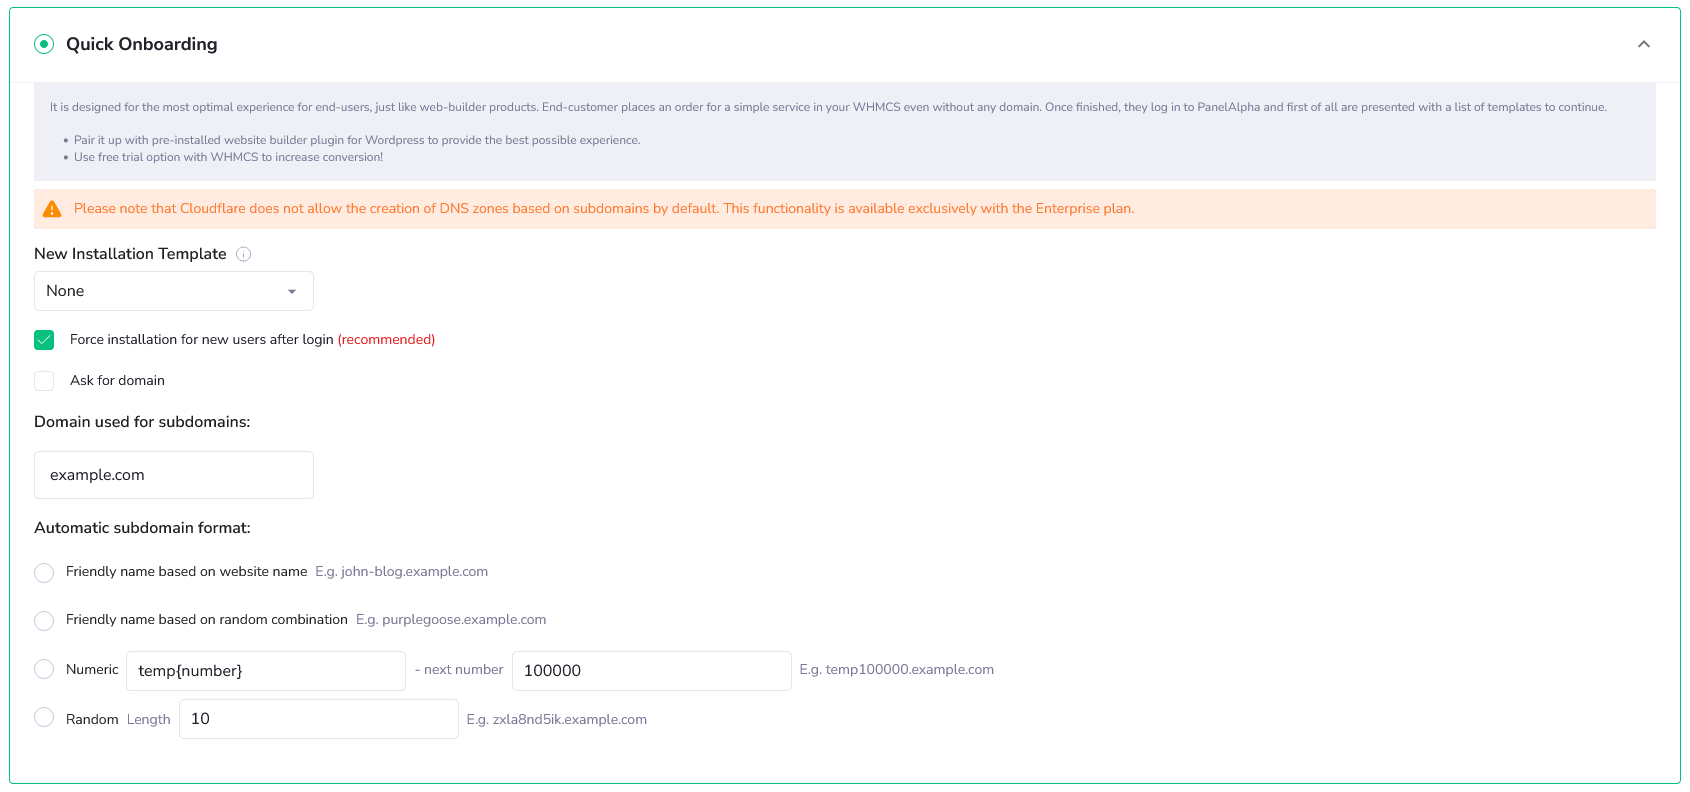 Quick Onboarding
It is designed for the most optimal experience for end-users, just like web-builder products. End-customer places an order for a simple service in your WHMCS even without any domain. Once finished, they log in to PanelAlpha and first of all are presented with a list of templates to continue.
• Pair it up with pre-installed website builder plugin for Wordpress to provide the best possible experience.
• Use free trial option with WHMCS to increase conversion!
Please note that Cloudflare does not allow the creation of DNS zones based on subdomains by default. This functionality is available exclusively with the Enterprise plan.
New Installation Template
None
Force installation for new users after login (recommended)
Ask for domain
Domain used for subdomains:
example.com
Automatic subdomain format:
Friendly name based on website name E.g. john-blog.example.com
Friendly name based on random combination E.g. purplegoose.example.com
Numeric temp{number} - next number 100000 E.g. temp100000.example.com
Random Length 10 E.g. zxla8nd5ik.example.com